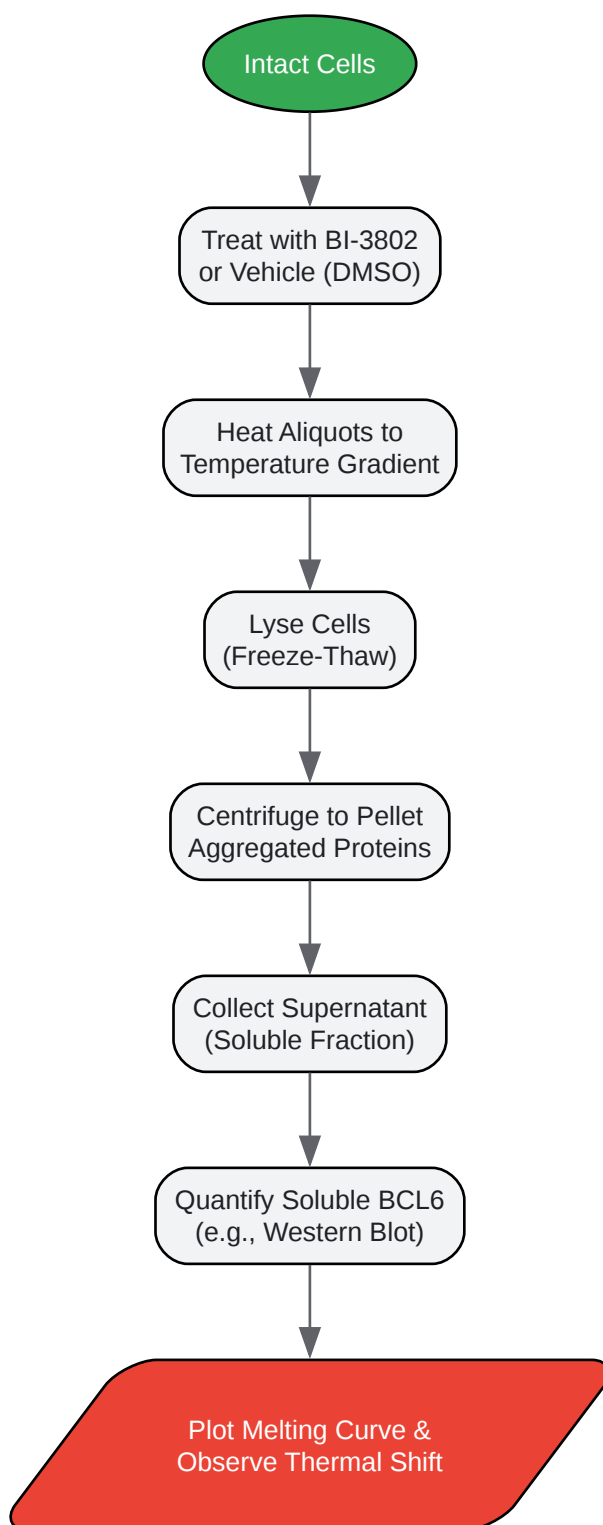 Intact Cells
Treat with BI-3802
or Vehicle (DMSO)
Heat Aliquots to
Temperature Gradient
Lyse Cells
(Freeze-Thaw)
Centrifuge to Pellet
Aggregated Proteins
Collect Supernatant
(Soluble Fraction)
Quantify Soluble BCL6
(e.g., Western Blot)
Plot Melting Curve &
Observe Thermal Shift